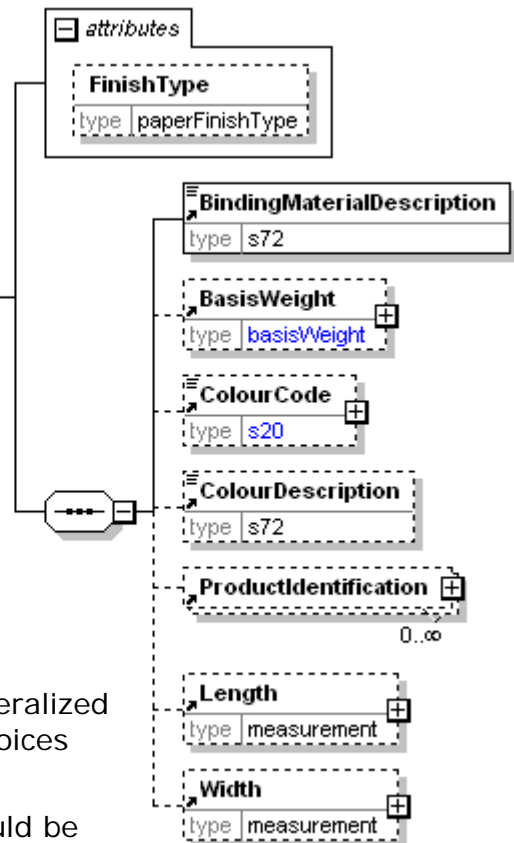 attributes
FinishType
type paperFinishType
BindingMaterialDescription
type s72
BasisWeight
type basisWeight
ColourCode
type s20
ColourDescription
type s72
ProductIdentification
0..∞
eralized
Length
type measurement
oices
Width
uld be
type measurement